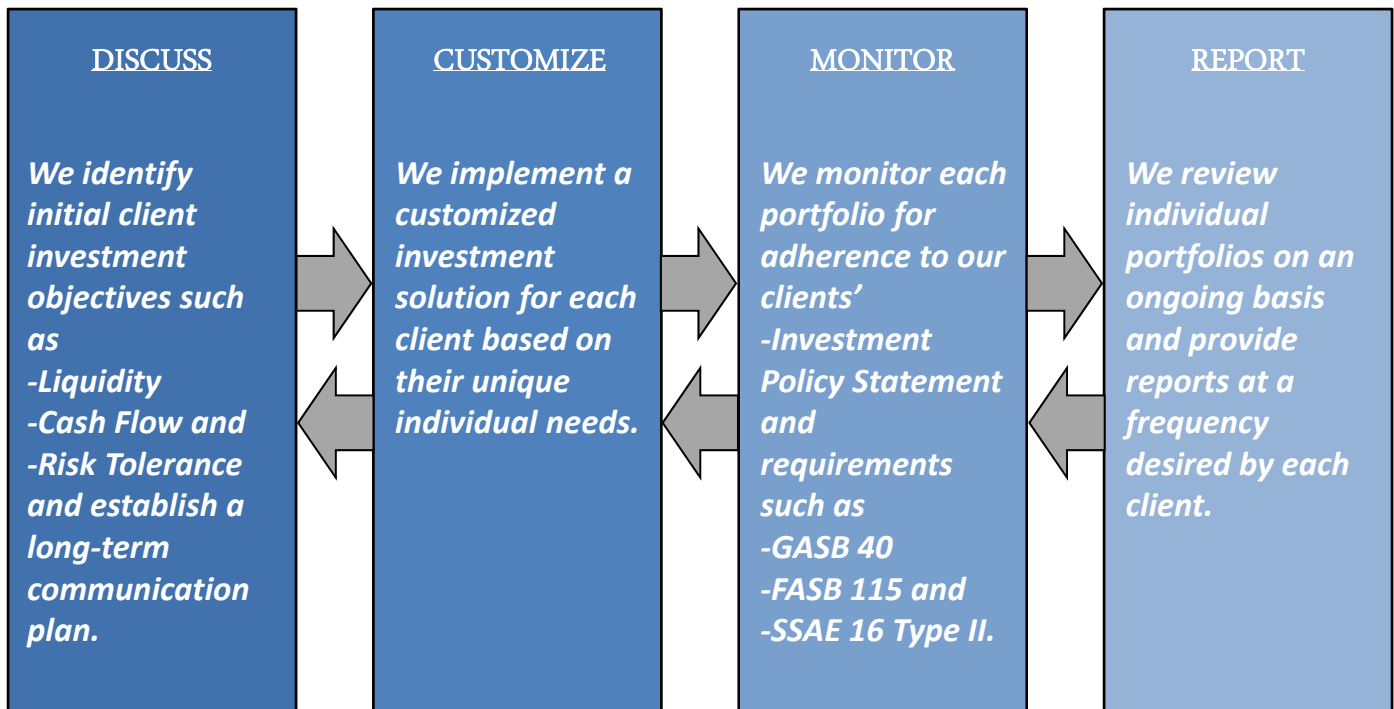 DISCUSS
We identify
initial client
investment
objectives such
as
-Liquidity
-Cash Flow and
-Risk Tolerance
and establish a
long-term
communication
plan.
CUSTOMIZE
We implement a
customized
investment
solution for each
client based on
their unique
individual needs.
MONITOR
We monitor each
portfolio for
adherence to our
clients’
-Investment
Policy Statement
and
requirements
such as
-GASB 40
-FASB 115 and
-SSAE 16 Type II.
REPORT
We review
individual
portfolios on an
ongoing basis
and provide
reports at a
frequency
desired by each
client.